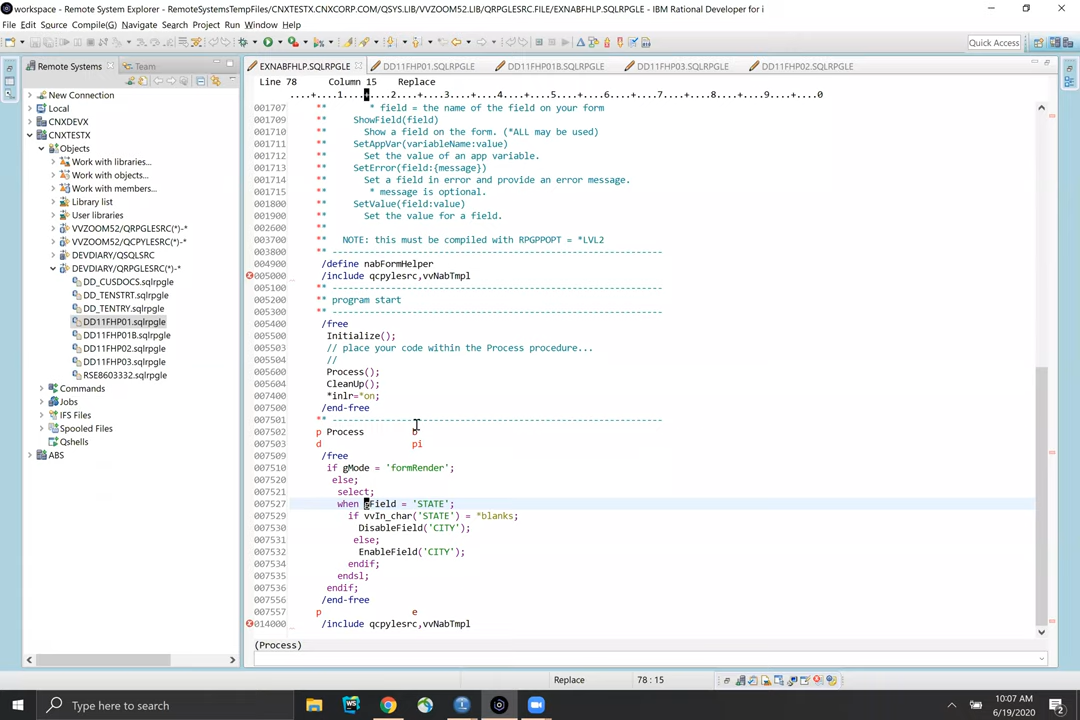 workspace - Remote System Explorer - RemoteSystemsTempFiles/CNXTESTX.CNXCORP.COM/QSYS.LIB/VVZOOM52.LIB/QRPGLESRC.FILE/EXNABFHLP.SQLRPGLE - IBM Rational Developer for i
File Edit Source Compile(G) Navigate Search Project Run Window Help
Quick Access
Remote Systems Team
New Connection
Local
CNXDEVX
CNXTESTX
Objects
Work with libraries...
Work with objects...
Work with members...
Library list
User libraries
VVZOOM52/QRPGLESRC(*)-*
VVZOOM52/QCPYLESRC(*)-*
DEVDIARY/QSQLSRC
DEVDIARY/QRPGLESRC(*)-*
DD_CUSDOCS.sqlrpgle
DD_TENSTRT.sqlrpgle
DD_TENTRY.sqlrpgle
DD11FHP01.sqlrpgle
DD11FHP01B.sqlrpgle
DD11FHP02.sqlrpgle
DD11FHP03.sqlrpgle
RSE8603332.sqlrpgle
Commands
Jobs
IFS Files
Spooled Files
Qshells
ABS
EXNABFHLP.SQLRPGLE DD11FHP01.SQLRPGLE DD11FHP01B.SQLRPGLE DD11FHP03.SQLRPGLE DD11FHP02.SQLRPGLE
Line 78 Column 15 Replace
....+....1....+....2....+....3....+....4....+....5....+....6....+....7....+....8....+....9....+....0
001707 ** * field = the name of the field on your form
001709 ** ShowField(field)
001710 ** Show a field on the form. (*ALL may be used)
001711 ** SetAppVar(variableName:value)
001712 ** Set the value of an app variable.
001713 ** SetError(field:{message})
001714 ** Set a field in error and provide an error message.
001715 ** * message is optional.
001800 ** SetValue(field:value)
001900 ** Set the value for a field.
002600 **
003700 ** NOTE: this must be compiled with RPGPPOPT = *LVL2
003800 ** --------------------------------------------------------------
004900 /define nabFormHelper
005000 /include qcpylesrc,vvNabTmpl
005100 ** --------------------------------------------------------------
005200 ** program start
005300 ** --------------------------------------------------------------
005400 /free
005500 Initialize();
005503 // place your code within the Process procedure...
005504 //
005600 Process();
005604 CleanUp();
007400 *inlr=*on;
007500 /end-free
007501 ** --------------------------------------------------------------
007502 p Process b
007503 d pi
007509 /free
007510 if gMode = 'formRender';
007520 else;
007521 select;
007527 when gField = 'STATE';
007529 if vvIn_char('STATE') = *blanks;
007530 DisableField('CITY');
007531 else;
007532 EnableField('CITY');
007534 endif;
007535 endsl;
007536 endif;
007556 /end-free
007557 p e
014000 /include qcpylesrc,vvNabTmpl
(Process)
Replace 78 : 15
Type here to search
10:07 AM
6/19/2020
2